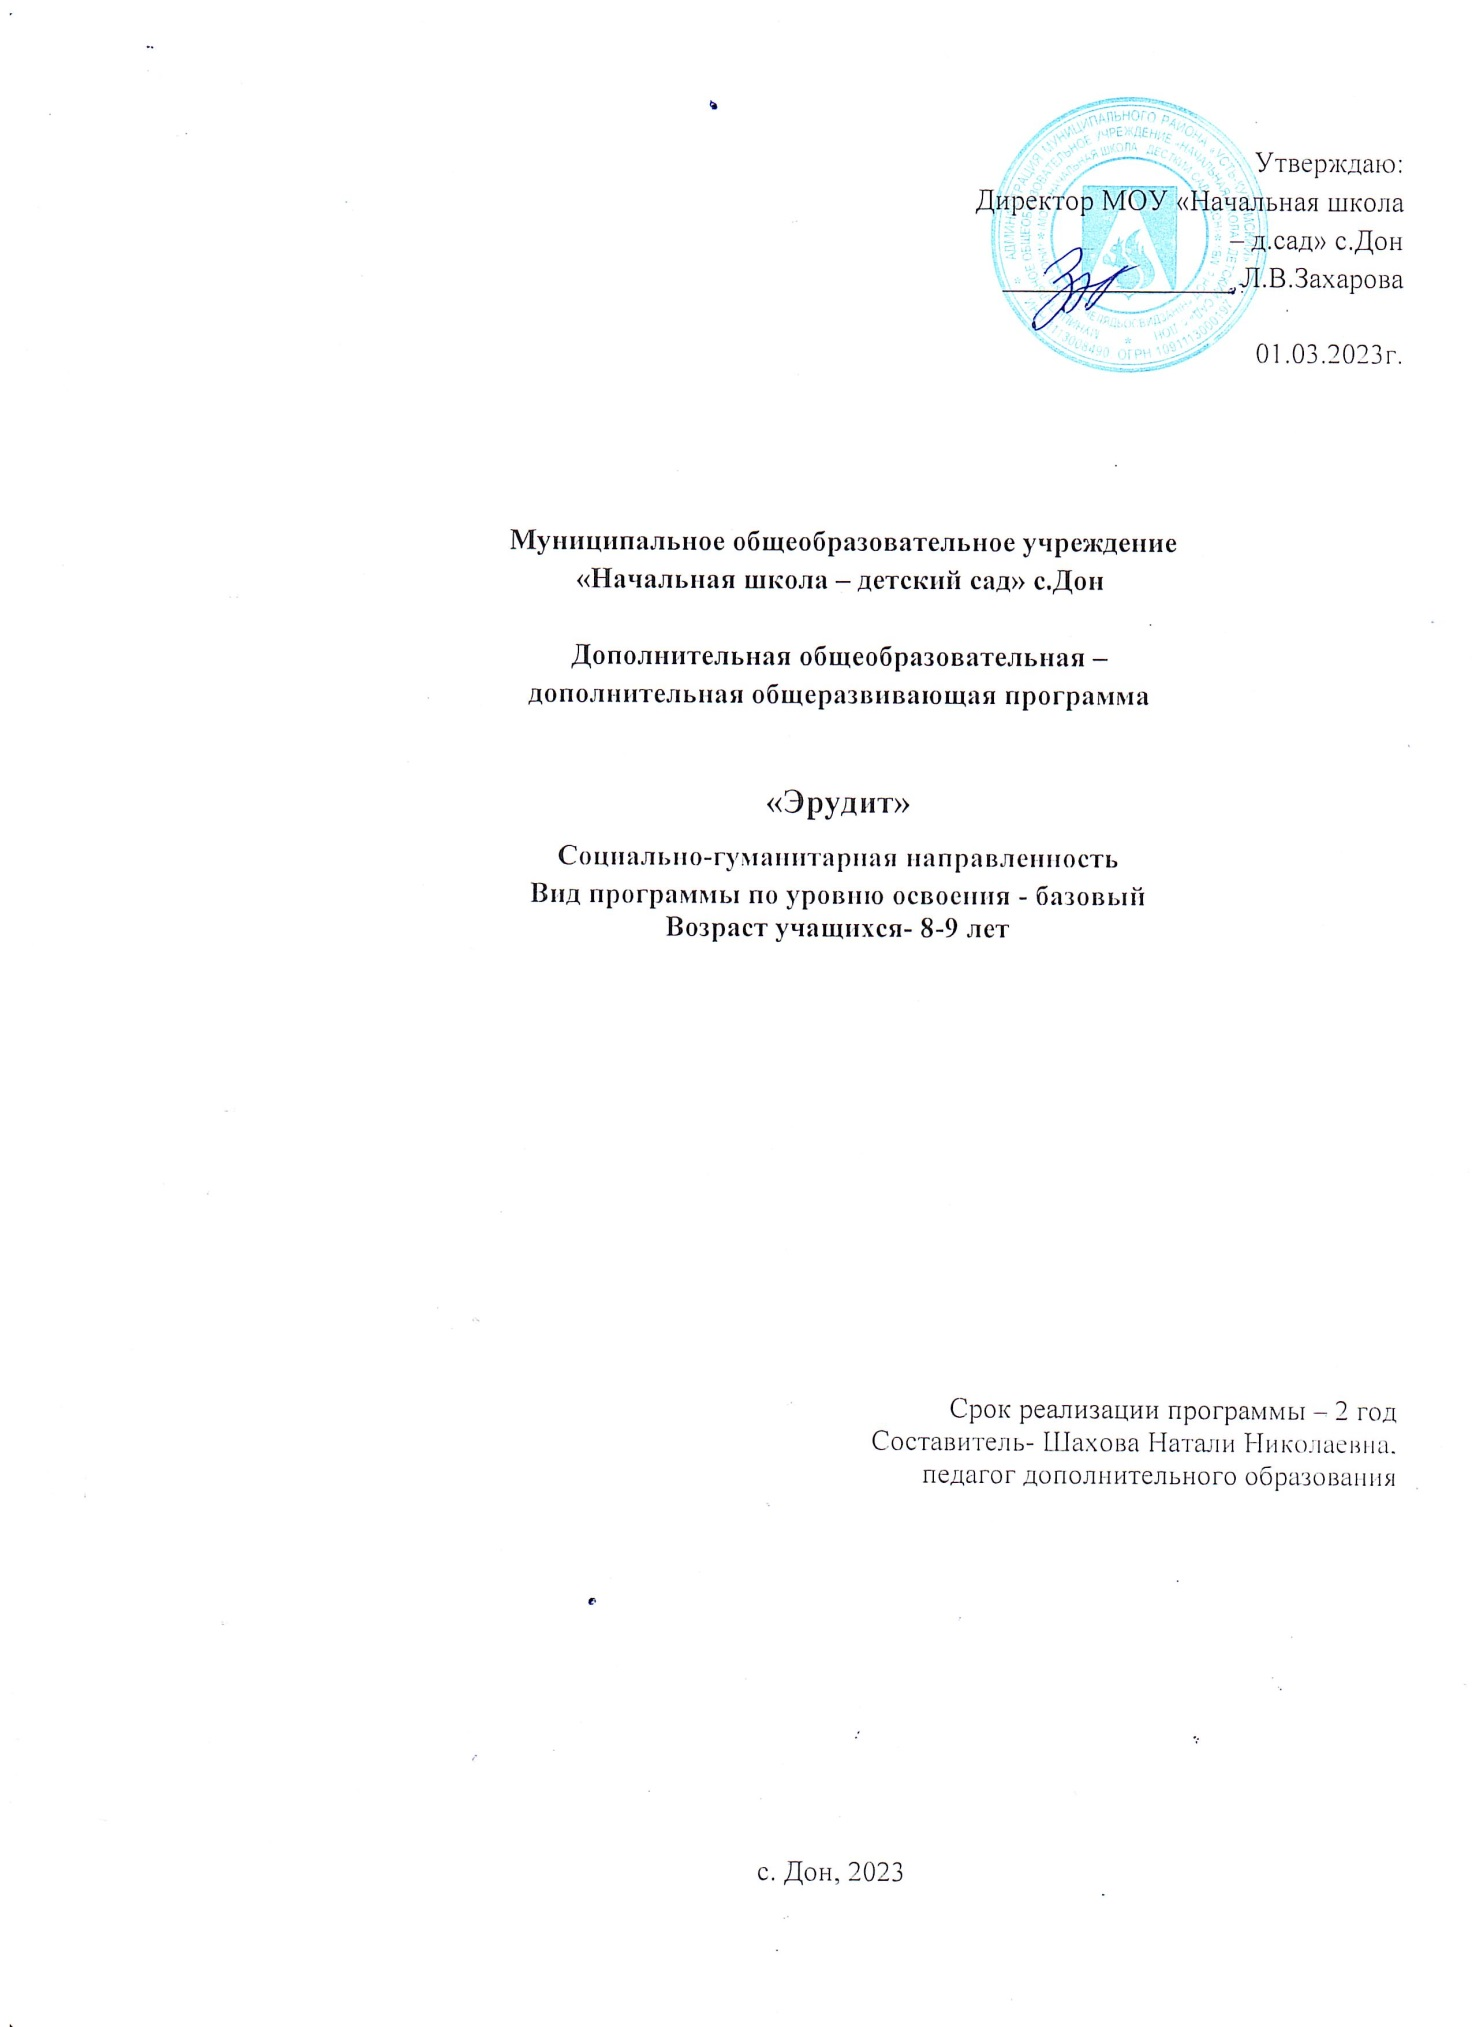 Утверждаю:
Директор МОУ «Начальная школа
– д.сад» с.Дон
Л.В.Захарова
01.03.2023г.
Муниципальное общеобразовательное учреждение
«Начальная школа – детский сад» с.Дон
Дополнительная общеобразовательная –
дополнительная общеразвивающая программа
«Эрудит»
Социально-гуманитарная направленность
Вид программы по уровню освоения - базовый
Возраст учащихся- 8-9 лет
Срок реализации программы – 2 год
Составитель- Шахова Натали Николаевна.
педагог дополнительного образования
с. Дон, 2023